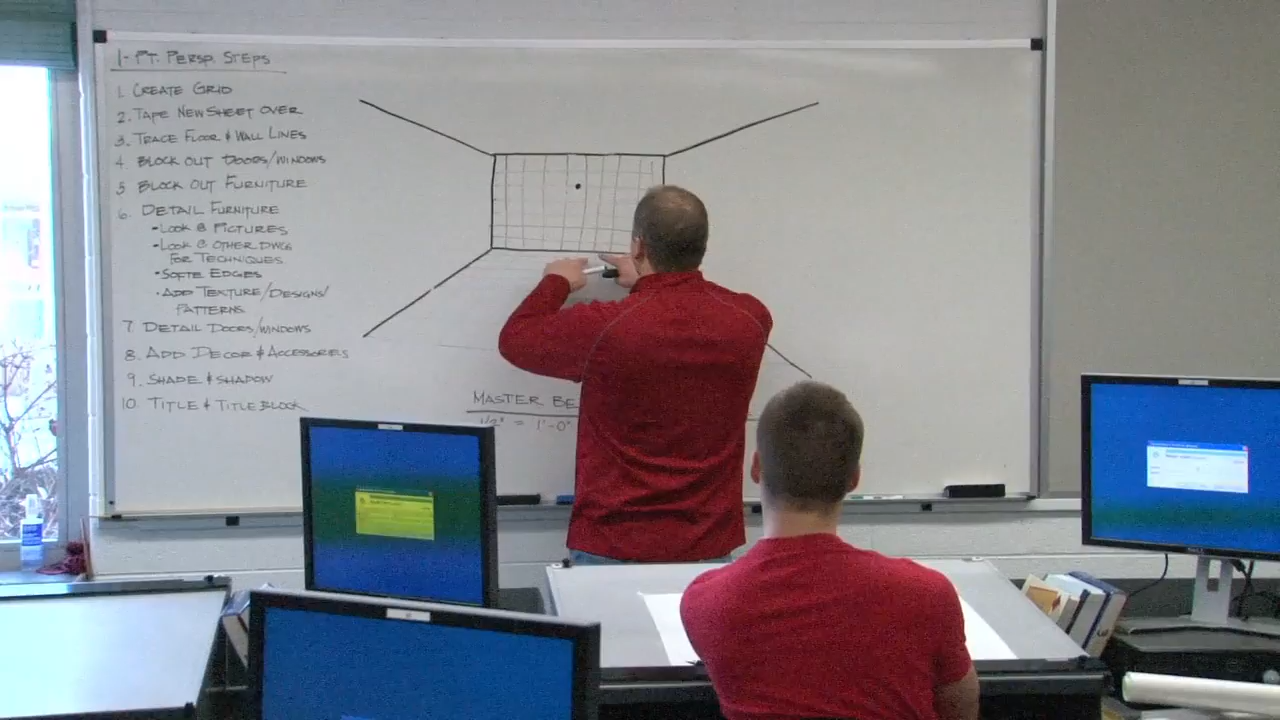 1-PT. PERSP. STEPS
1. CREATE GRID
2. TAPE NEW SHEET OVER
3. TRACE FLOOR & WALL LINES
4. BLOCK OUT DOORS/WINDOWS
5 BLOCK OUT FURNITURE
6. DETAIL FURNITURE
• LOOK @ PICTURES
• LOOK @ OTHER DWGS
FOR TECHNIQUES
• SOFTE EDGES
• ADD TEXTURE/DESIGNS/
PATTERNS
7. DETAIL DOORS/WINDOWS
8. ADD DECOR & ACCESSORIES
9. SHADE & SHADOW
10. TITLE & TITLE BLOCK
MASTER BE
1/2" = 1'-0"